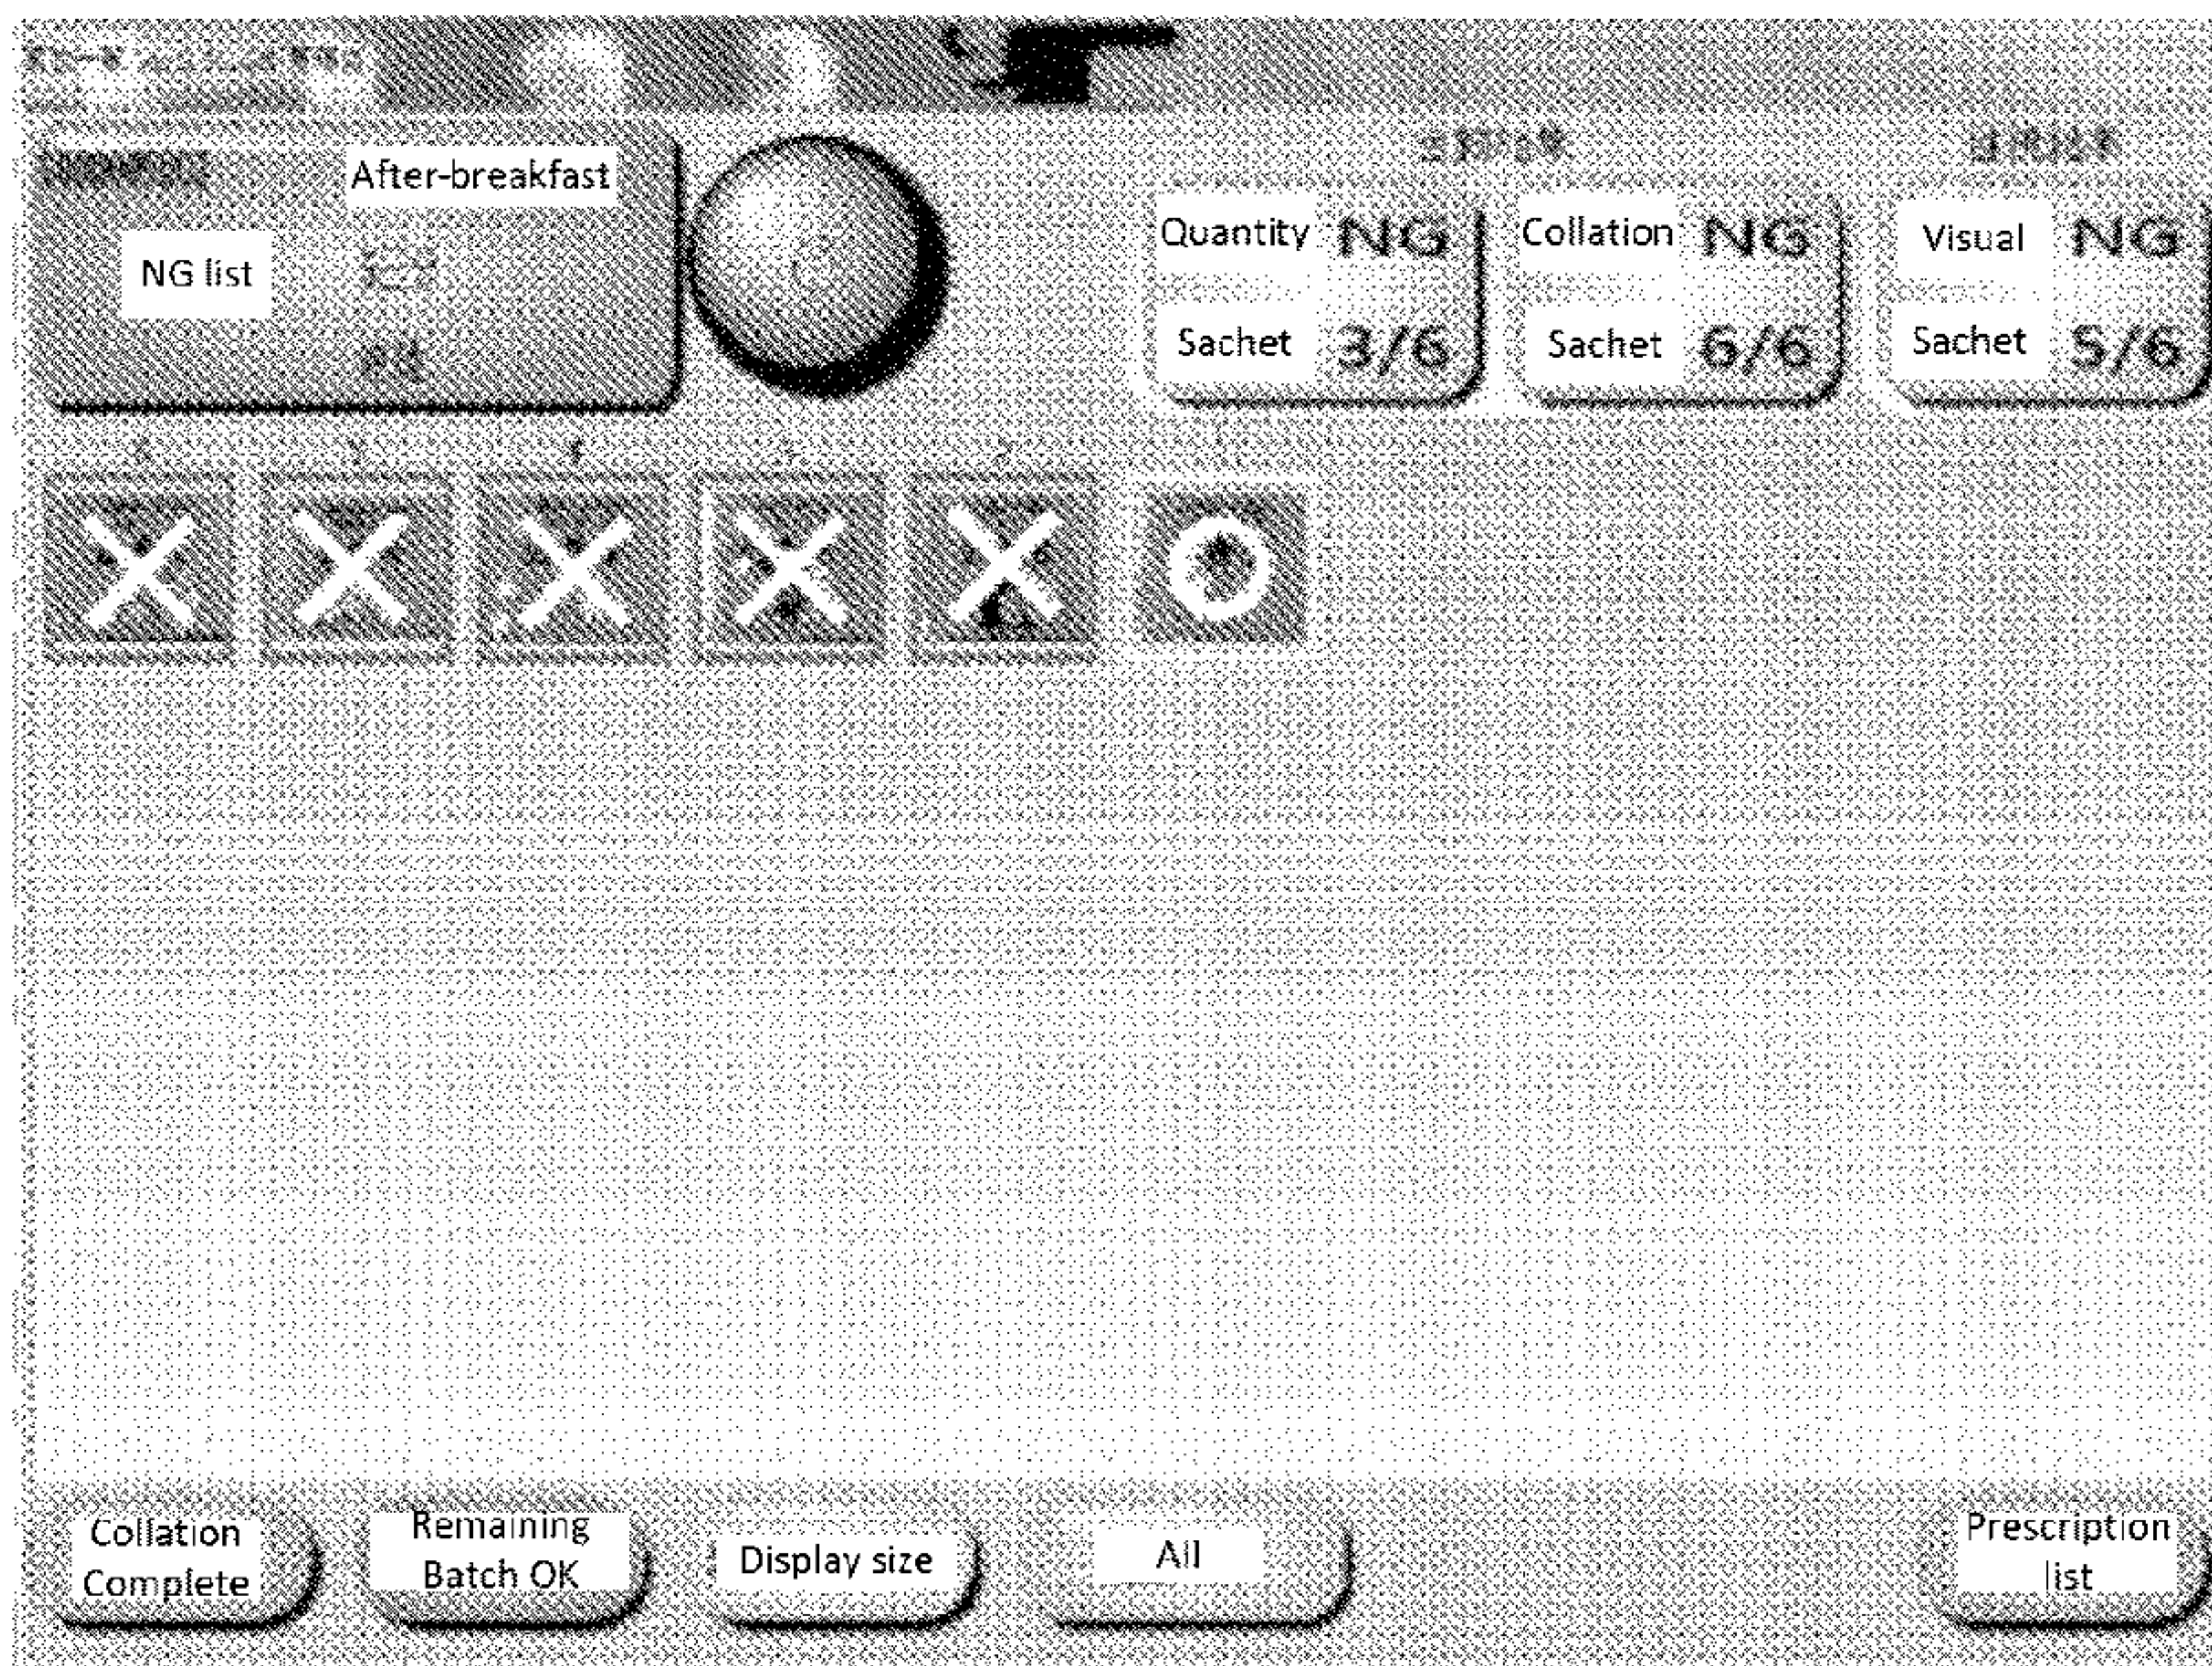 After-breakfast
NG list
Quantity NG
Sachet 3/6
Collation NG
Sachet 6/6
Visual NG
Sachet 5/6
Collation
Complete
Remaining
Batch OK
Display size
All
Prescription
list